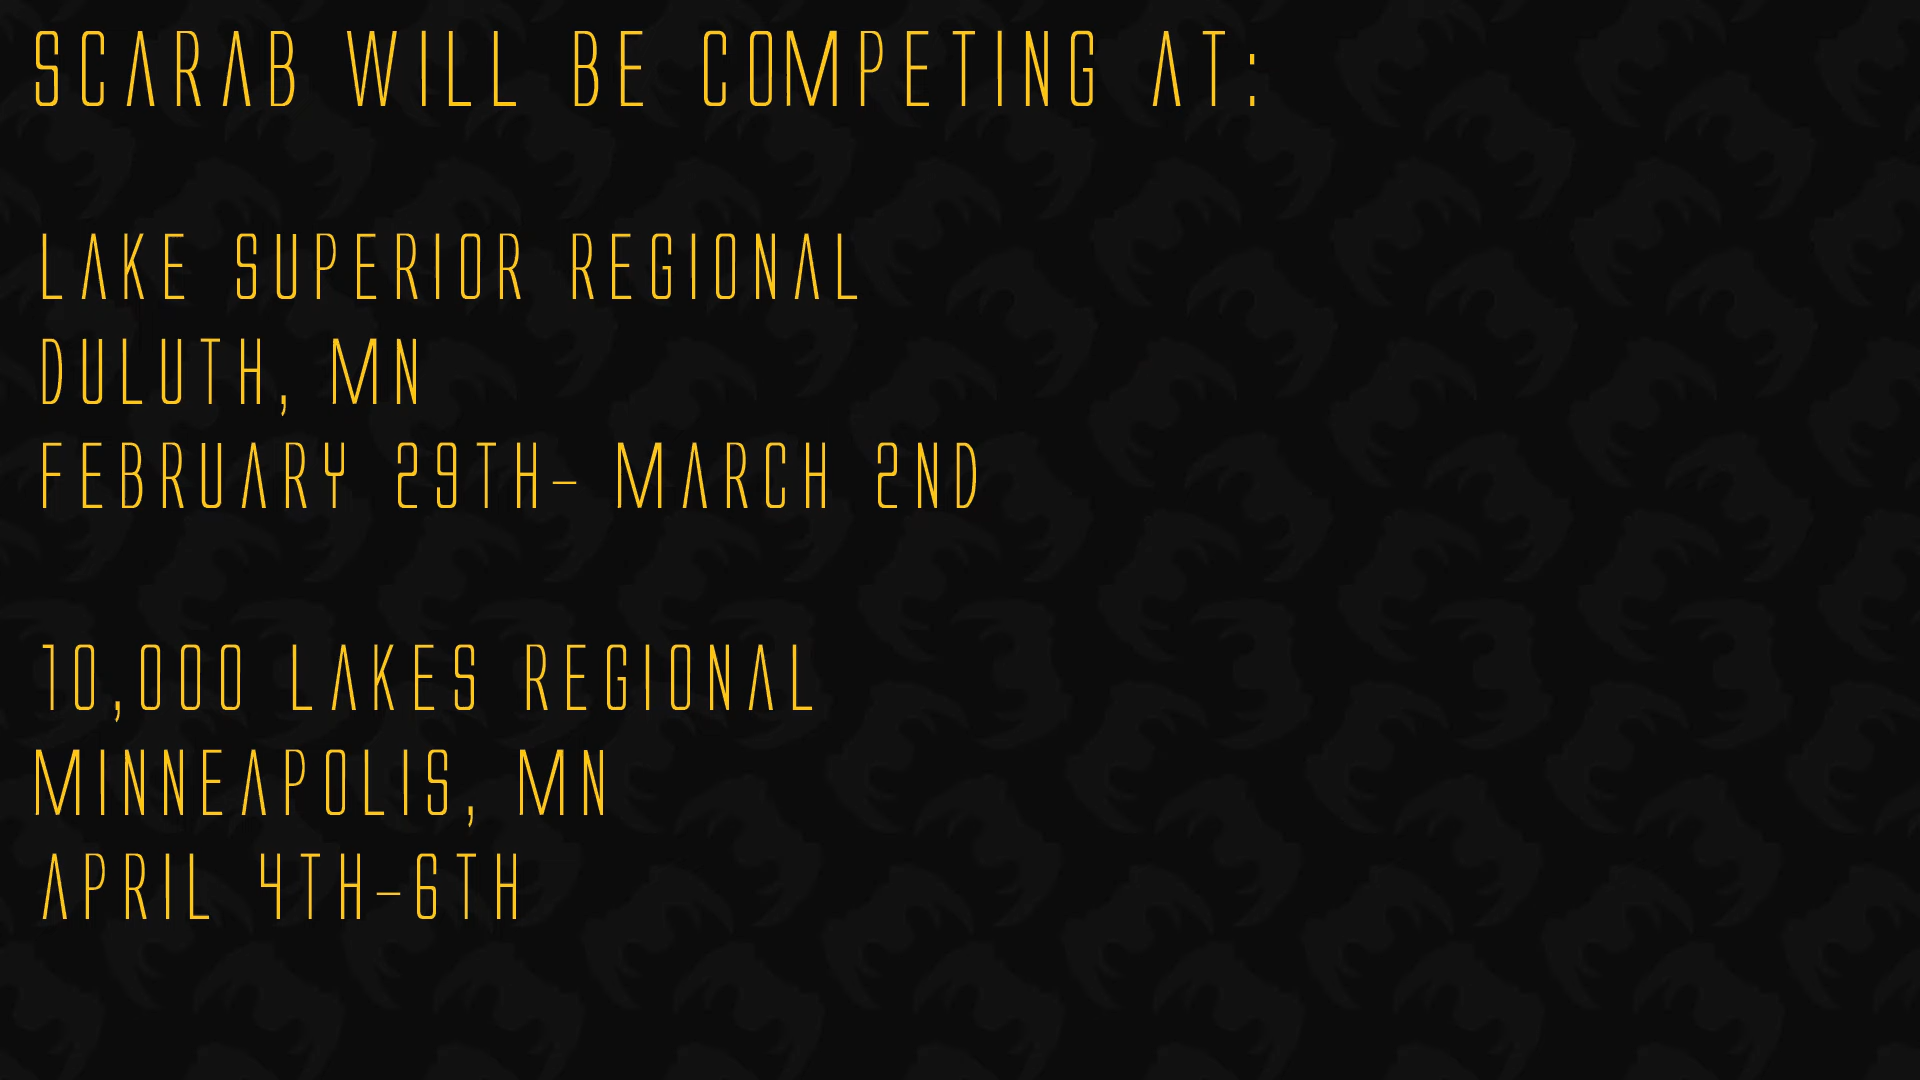 SCARAB WILL BE COMPETING AT:
LAKE SUPERIOR REGIONAL
DULUTH, MN
FEBRUARY 29TH- MARCH 2ND
10,000 LAKES REGIONAL
MINNEAPOLIS, MN
APRIL 4TH-6TH